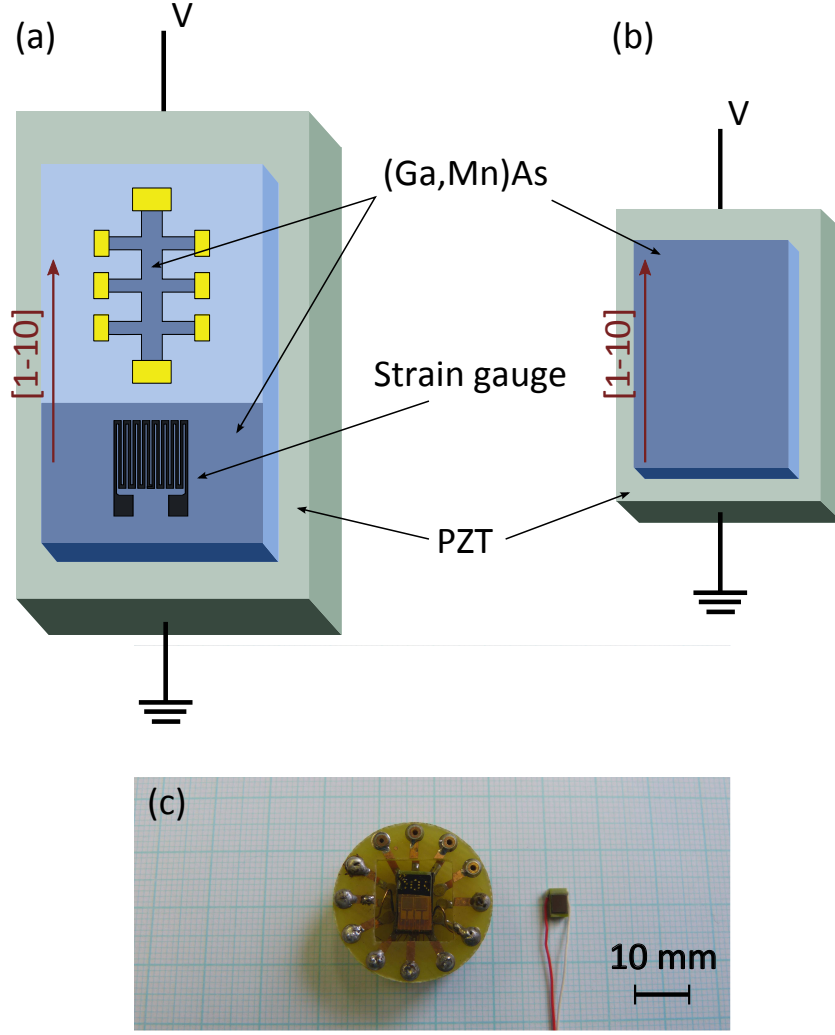 (a)
V
(b)
V
(Ga,Mn)As
[1-10]
[1-10]
Strain gauge
PZT
(c)
10 mm